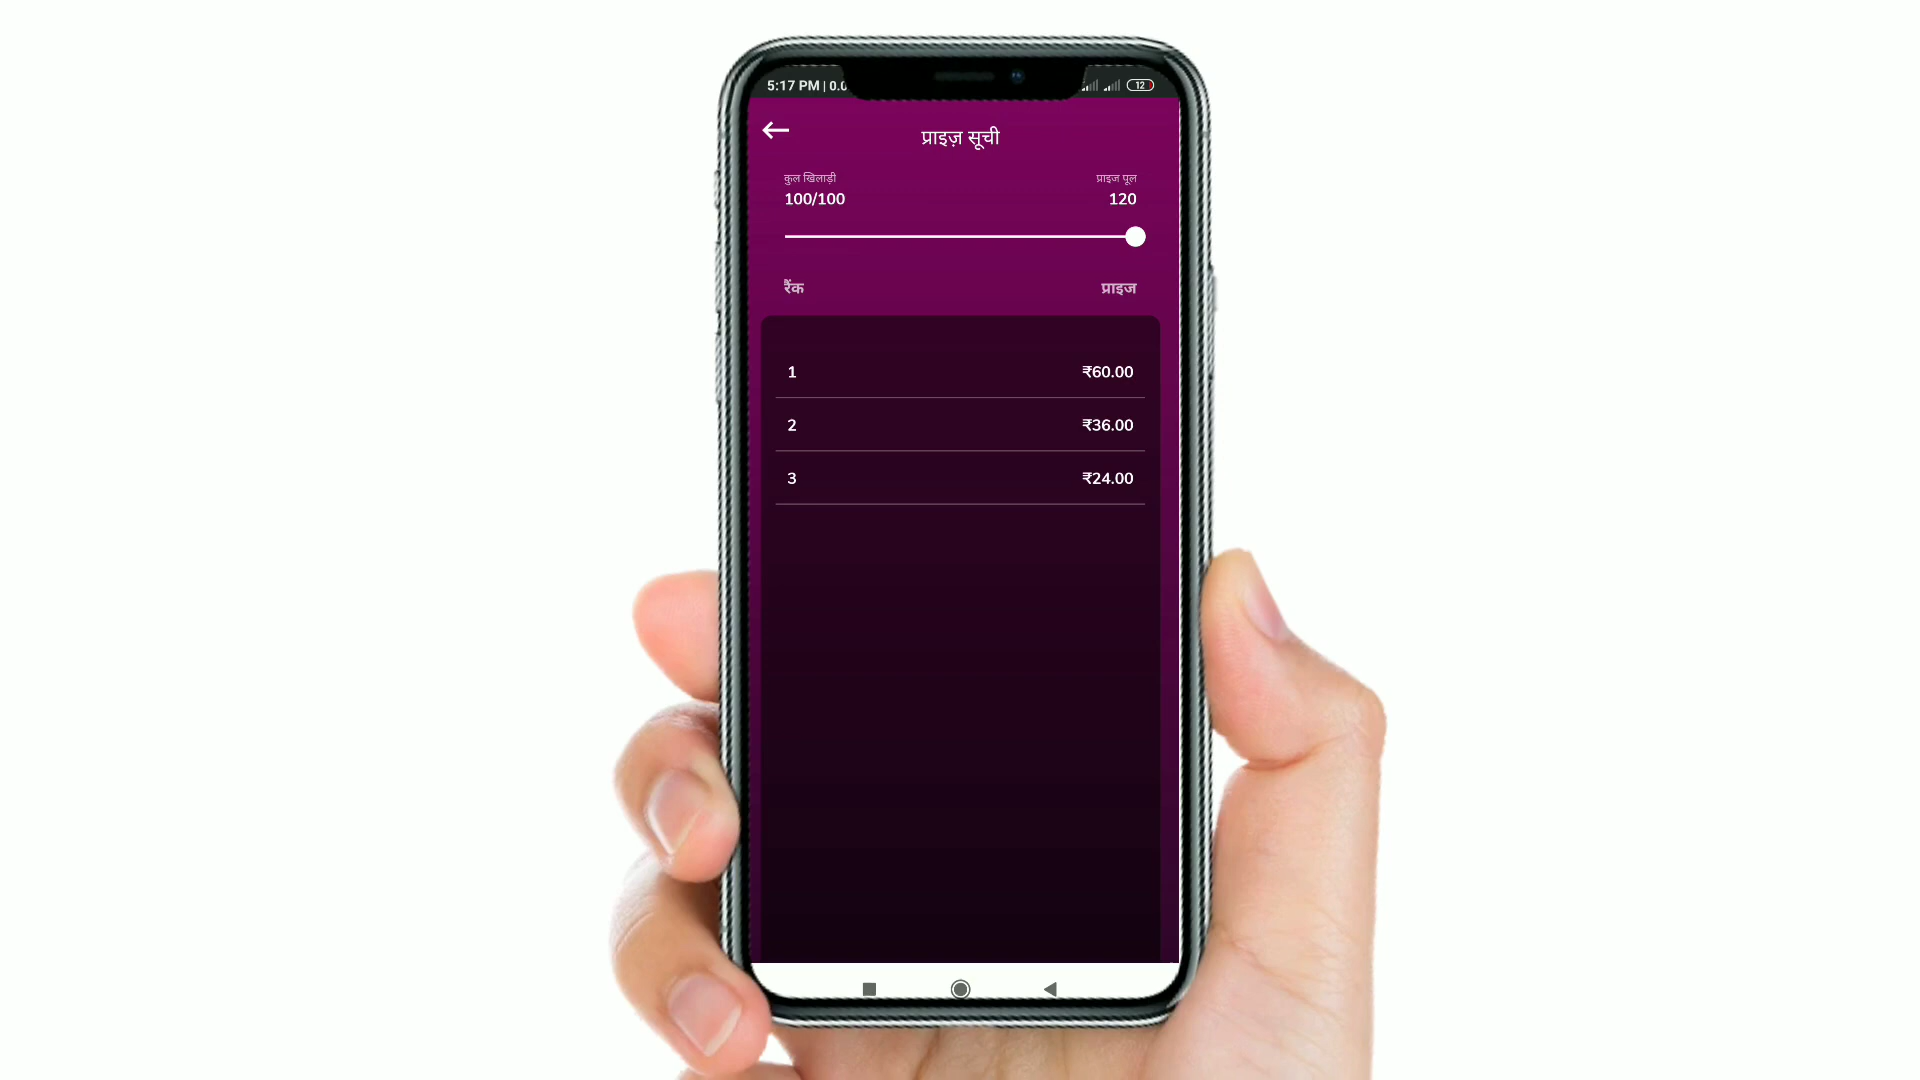 5:17 PM | 0.0
12
प्राइज़ सूची
कुल खिलाड़ी
प्राइज पूल
100/100
120
रैंक
प्राइज
1
₹60.00
2
₹36.00
3
₹24.00